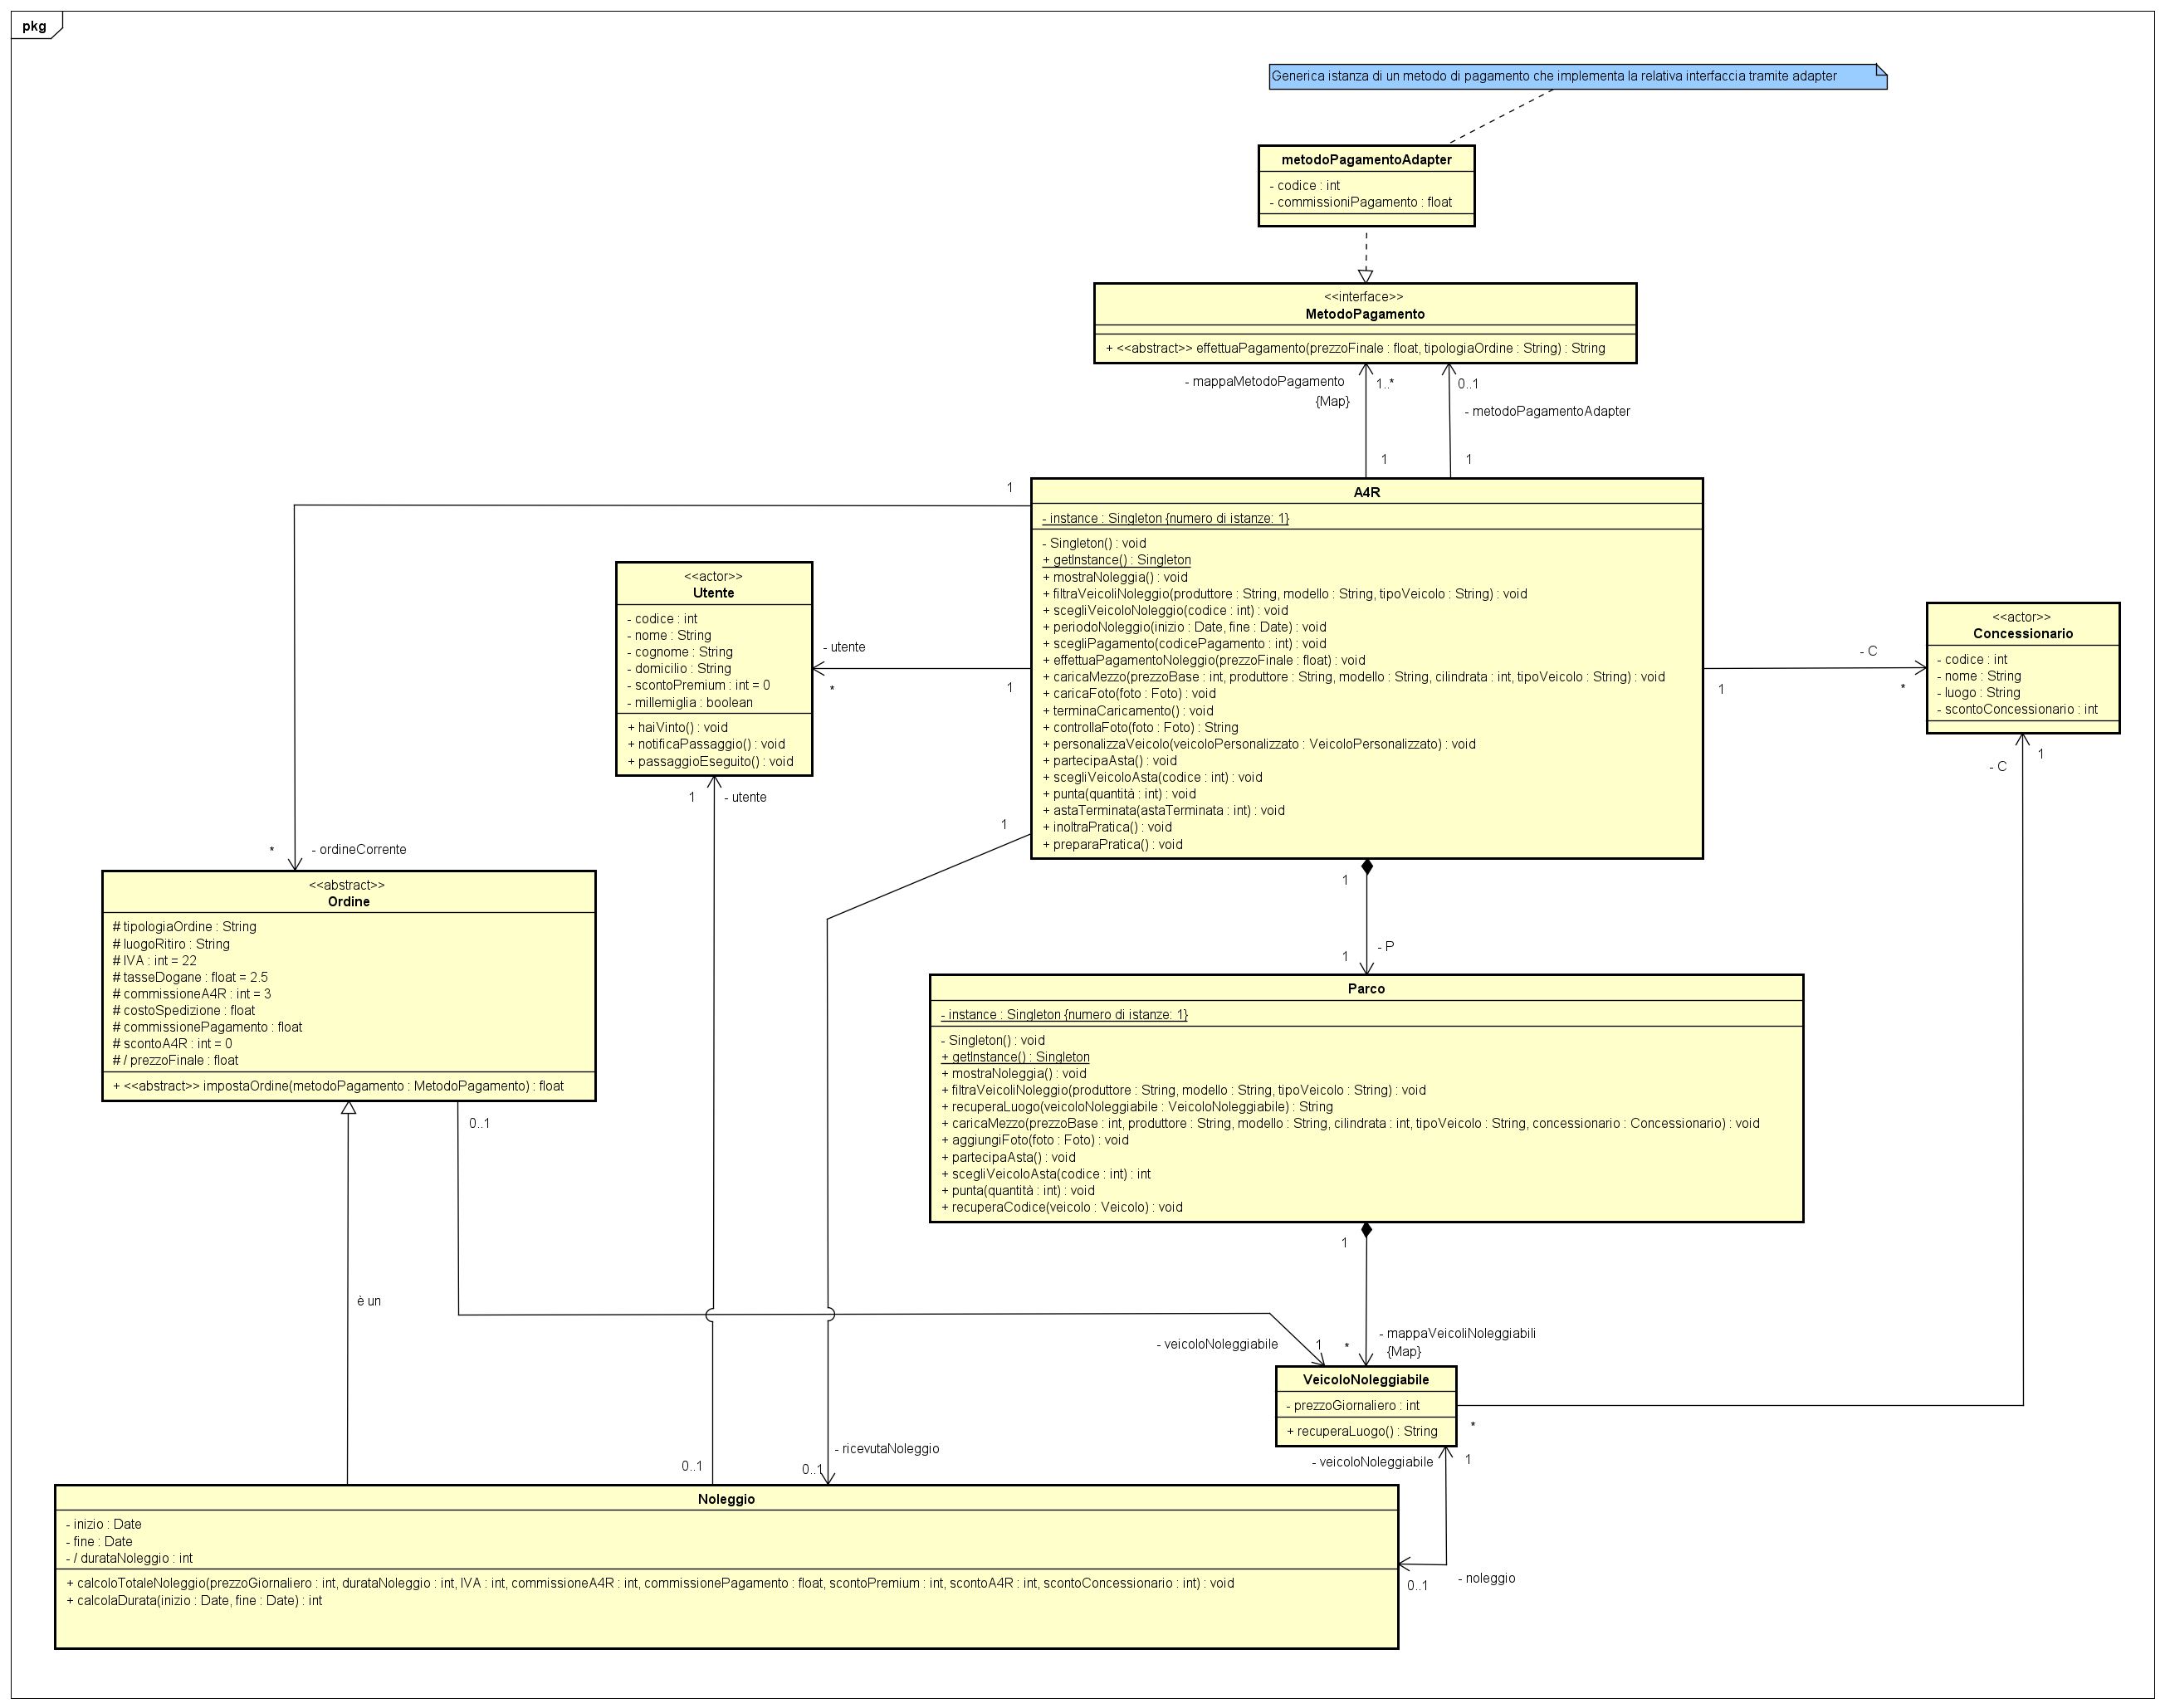 pkg
Generica istanza di un metodo di pagamento che implementa la relativa interfaccia tramite adapter
metodoPagamentoAdapter
- codice : int
- commissioniPagamento : float
<<interface>>
MetodoPagamento
+ <<abstract>> effettuaPagamento(prezzoFinale : float, tipologiaOrdine : String) : String
- mappaMetodoPagamento
{Map}
1..*
0..1
- metodoPagamentoAdapter
1
1
A4R
- instance : Singleton {numero di istanze: 1}
- Singleton() : void
+ getInstance() : Singleton
+ mostraNoleggia() : void
+ filtraVeicoliNoleggio(produttore : String, modello : String, tipoVeicolo : String) : void
+ scegliVeicoloNoleggio(codice : int) : void
+ periodoNoleggio(inizio : Date, fine : Date) : void
+ scegliPagamento(codicePagamento : int) : void
+ effettuaPagamentoNoleggio(prezzoFinale : float) : void
+ caricaMezzo(prezzoBase : int, produttore : String, modello : String, cilindrata : int, tipoVeicolo : String) : void
+ caricaFoto(foto : Foto) : void
+ terminaCaricamento() : void
+ controllaFoto(foto : Foto) : String
+ personalizzaVeicolo(veicoloPersonalizzato : VeicoloPersonalizzato) : void
+ partecipaAsta() : void
+ scegliVeicoloAsta(codice : int) : void
+ punta(quantità : int) : void
+ astaTerminata(astaTerminata : int) : void
+ inoltraPratica() : void
+ preparaPratica() : void
1
<<actor>>
Utente
- codice : int
- nome : String
- cognome : String
- domicilio : String
- scontoPremium : int = 0
- millemiglia : boolean
+ haiVinto() : void
+ notificaPassaggio() : void
+ passaggioEseguito() : void
- utente
*
1
1
- utente
<<actor>>
Concessionario
- codice : int
- nome : String
- luogo : String
- scontoConcessionario : int
- C
1
*
- C
1
1
*
- ordineCorrente
<<abstract>>
Ordine
# tipologiaOrdine : String
# luogoRitiro : String
# IVA : int = 22
# tasseDogane : float = 2.5
# commissioneA4R : int = 3
# costoSpedizione : float
# commissionePagamento : float
# scontoA4R : int = 0
# / prezzoFinale : float
+ <<abstract>> impostaOrdine(metodoPagamento : MetodoPagamento) : float
0..1
1
- P
1
Parco
- instance : Singleton {numero di istanze: 1}
- Singleton() : void
+ getInstance() : Singleton
+ mostraNoleggia() : void
+ filtraVeicoliNoleggio(produttore : String, modello : String, tipoVeicolo : String) : void
+ recuperaLuogo(veicoloNoleggiabile : VeicoloNoleggiabile) : String
+ caricaMezzo(prezzoBase : int, produttore : String, modello : String, cilindrata : int, tipoVeicolo : String, concessionario : Concessionario) : void
+ aggiungiFoto(foto : Foto) : void
+ partecipaAsta() : void
+ scegliVeicoloAsta(codice : int) : int
+ punta(quantità : int) : void
+ recuperaCodice(veicolo : Veicolo) : void
1
è un
- veicoloNoleggiabile
1
*
- mappaVeicoliNoleggiabili
{Map}
VeicoloNoleggiabile
- prezzoGiornaliero : int
+ recuperaLuogo() : String
*
- veicoloNoleggiabile
1
0..1
0..1
- ricevutaNoleggio
Noleggio
- inizio : Date
- fine : Date
- / durataNoleggio : int
+ calcoloTotaleNoleggio(prezzoGiornaliero : int, durataNoleggio : int, IVA : int, commissioneA4R : int, commissionePagamento : float, scontoPremium : int, scontoA4R : int, scontoConcessionario : int) : void
+ calcolaDurata(inizio : Date, fine : Date) : int
0..1
- noleggio